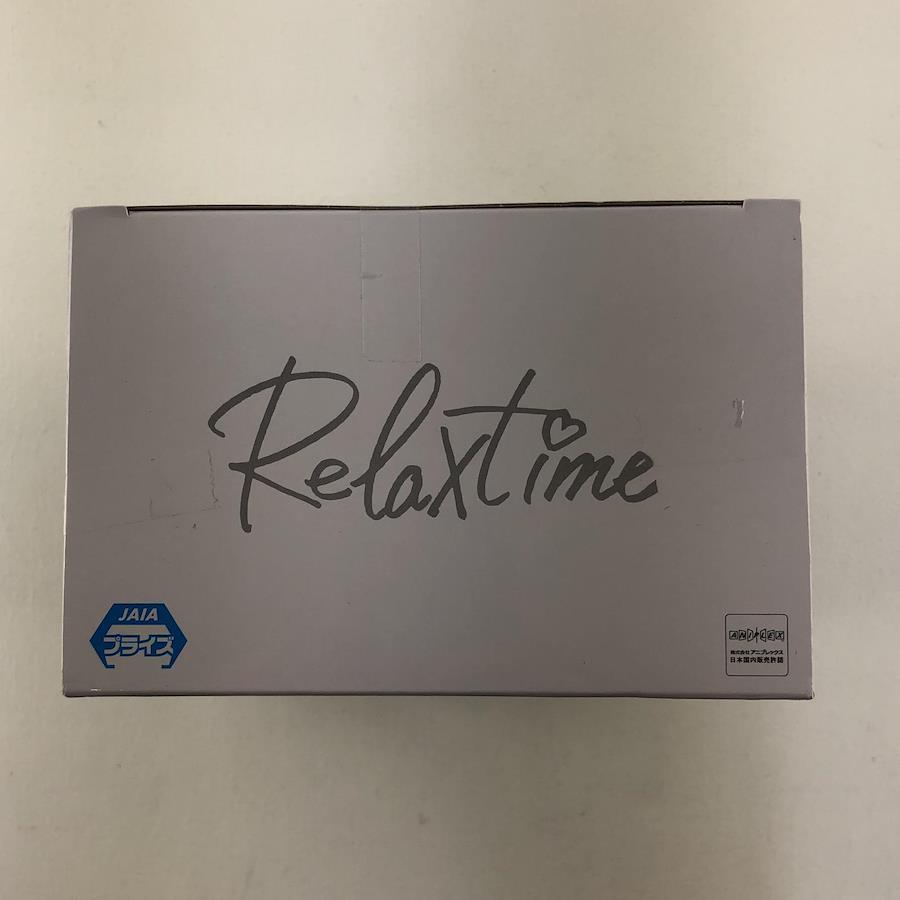 Relaxtime
JAIA
プライズ
ANIPLEX
株式会社アニプレックス
日本国内販売許諾